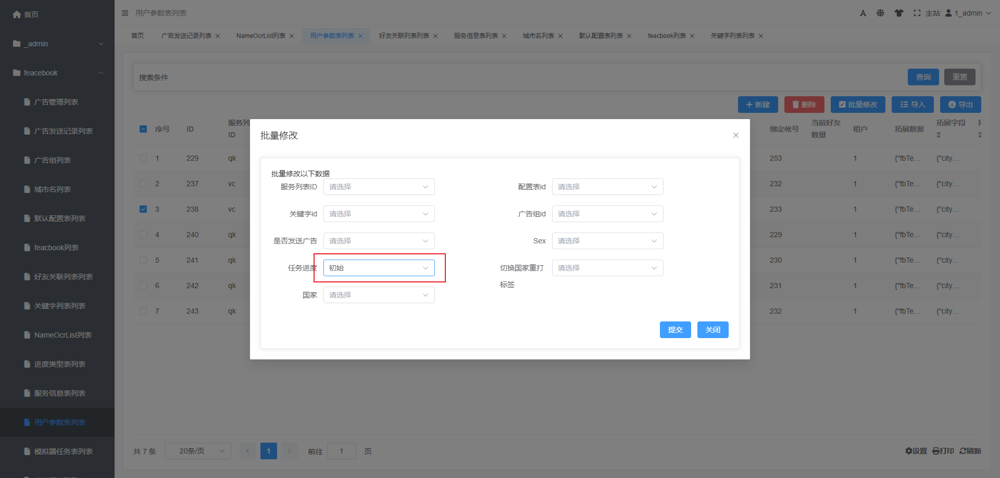 首页
_admin
feacebook
广告管理列表
广告发送记录列表
广告组列表
城市名列表
默认配置表列表
feacbook列表
好友关联列表列表
关键字列表列表
NameOcrList列表
进度类型表列表
服务信息表列表
用户参数表列表
模拟器任务表列表
用户参数表列表
主站 1_admin
首页 广告发送记录列表 NameOcrList列表 用户参数表列表 好友关联列表列表 服务信息表列表 城市名列表 默认配置表列表 feacbook列表 关键字列表列表
搜索条件 查询 重置
新建 删除 批量修改 导入 导出
序号 ID 服务列ID 绑定帐号 当前好友数量 租户 拓展数据 拓展字段2 3
1 229 qk 253 1 {"fbTe... {"city...
2 237 vc 232 1 {"fbTe... {"city...
3 238 vc 233 1 {"fbTe... {"city...
4 240 qk 229 1 {"fbTe... {"city...
5 241 qk 230 1 {"fbTe... {"city...
6 242 qk 231 1 {"fbTe... {"city...
7 243 qk 232 1 {"fbTe... {"city...
批量修改
批量修改以下数据
服务列表ID 请选择 配置表id 请选择
关键字id 请选择 广告组id 请选择
是否发送广告 请选择 Sex 请选择
任务进度 初始 切换国家重打标签 请选择
国家 请选择
提交 关闭
共 7 条 20条/页 1 前往 1 页
设置 打印 刷新